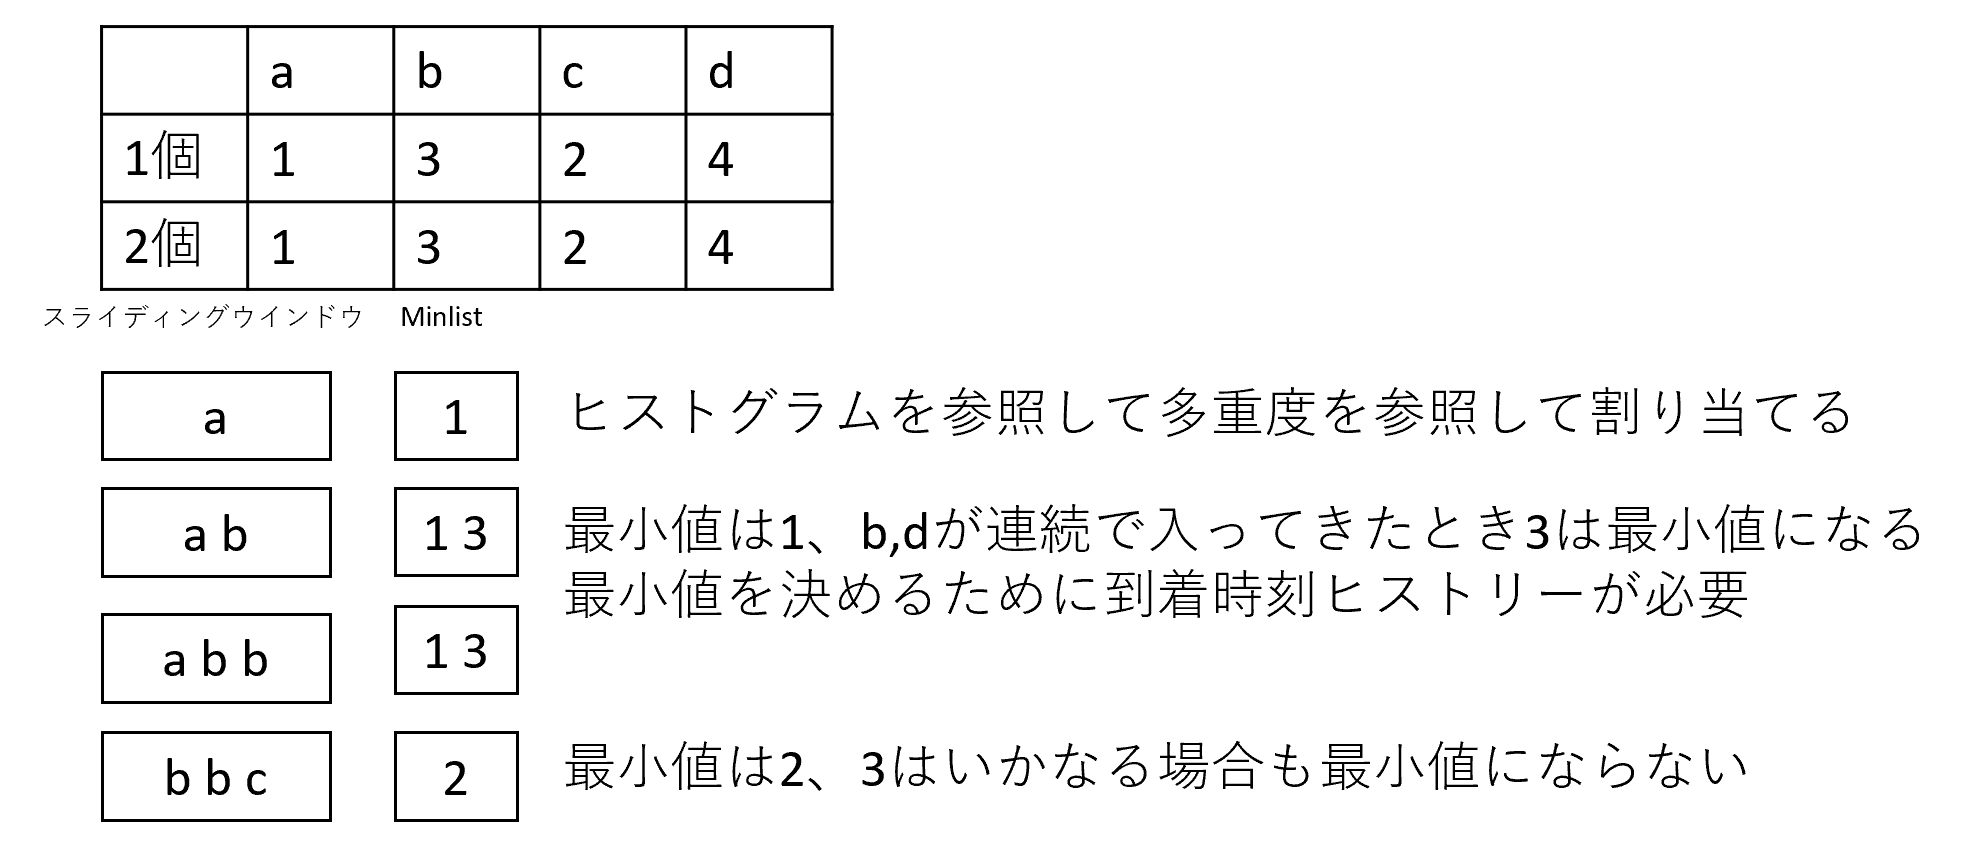 a b c d
1個 1 3 2 4
2個 1 3 2 4
スライディングウインドウ Minlist
a 1 ヒストグラムを参照して多重度を参照して割り当てる
a b 1 3 最小値は1、b,dが連続で入ってきたとき3は最小値になる
最小値を決めるために到着時刻ヒストリーが必要
a b b 1 3
b b c 2 最小値は2、3はいかなる場合も最小値にならない